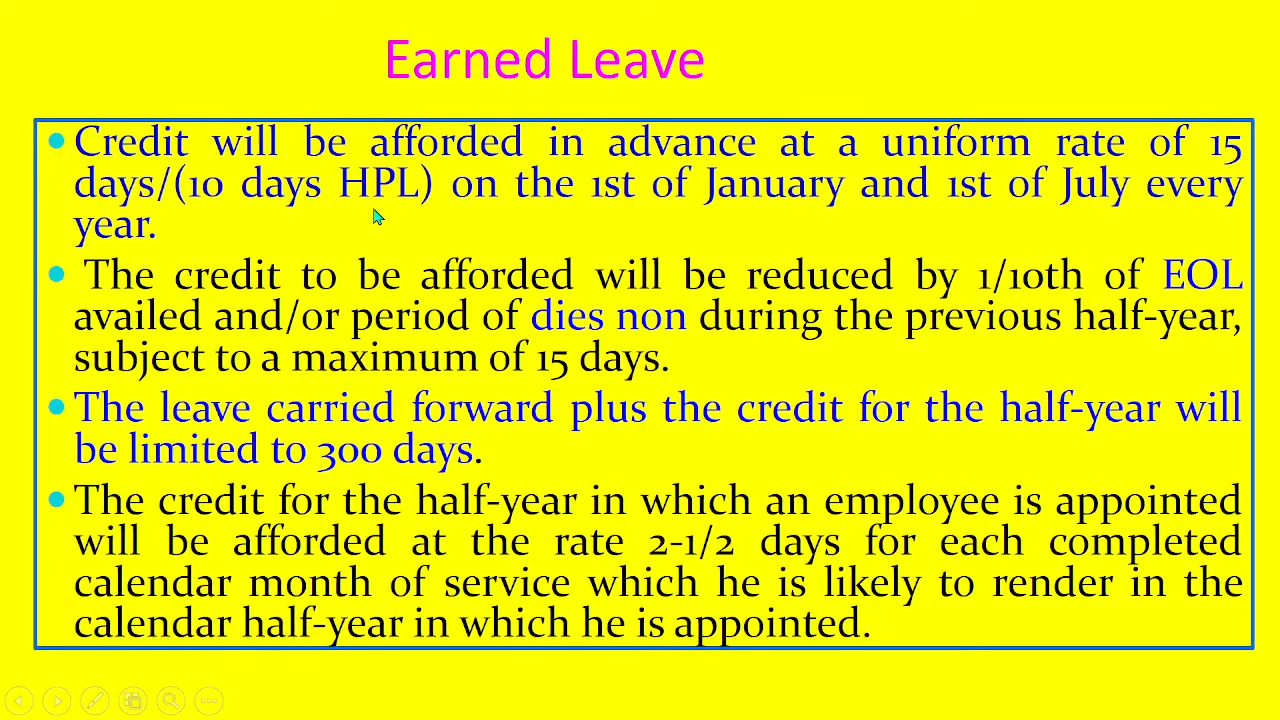 Earned Leave
• Credit will be afforded in advance at a uniform rate of 15
days/(10 days HPL) on the 1st of January and 1st of July every
year.
• The credit to be afforded will be reduced by 1/10th of EOL
availed and/or period of dies non during the previous half-year,
subject to a maximum of 15 days.
• The leave carried forward plus the credit for the half-year will
be limited to 300 days.
• The credit for the half-year in which an employee is appointed
will be afforded at the rate 2-1/2 days for each completed
calendar month of service which he is likely to render in the
calendar half-year in which he is appointed.